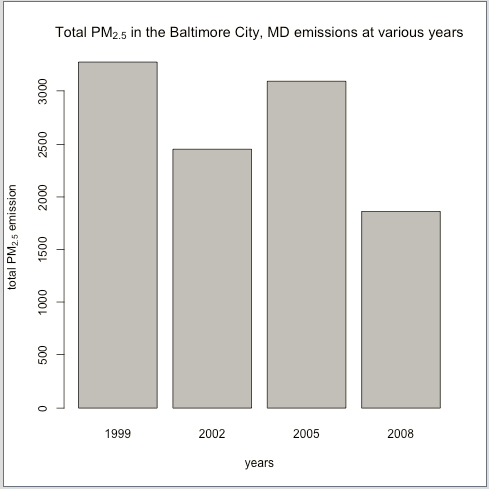 Total PM2.5 in the Baltimore City, MD emissions at various years
total PM2.5 emission
3000
2500
2000
1500
1000
500
0
1999 2002 2005 2008
years